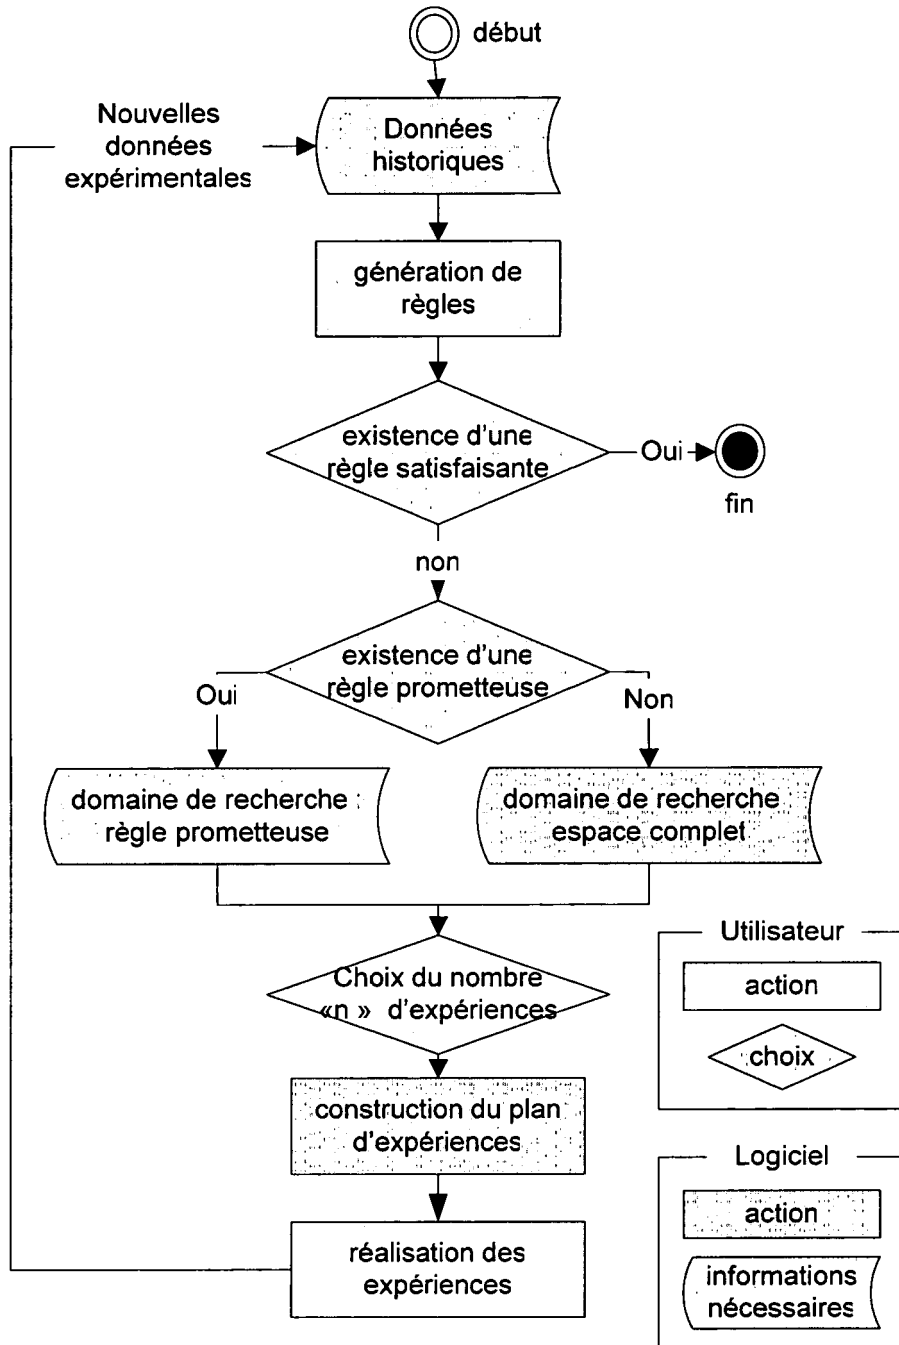 début
Nouvelles
données
expérimentales
Données
historiques
génération de
règles
existence d'une
règle satisfaisante
Oui
fin
non
existence d'une
règle prometteuse
Oui
Non
domaine de recherche :
règle prometteuse
domaine de recherche
espace complet
Choix du nombre
«n » d'expériences
construction du plan
d'expériences
réalisation des
expériences
Utilisateur
action
choix
Logiciel
action
informations
nécessaires